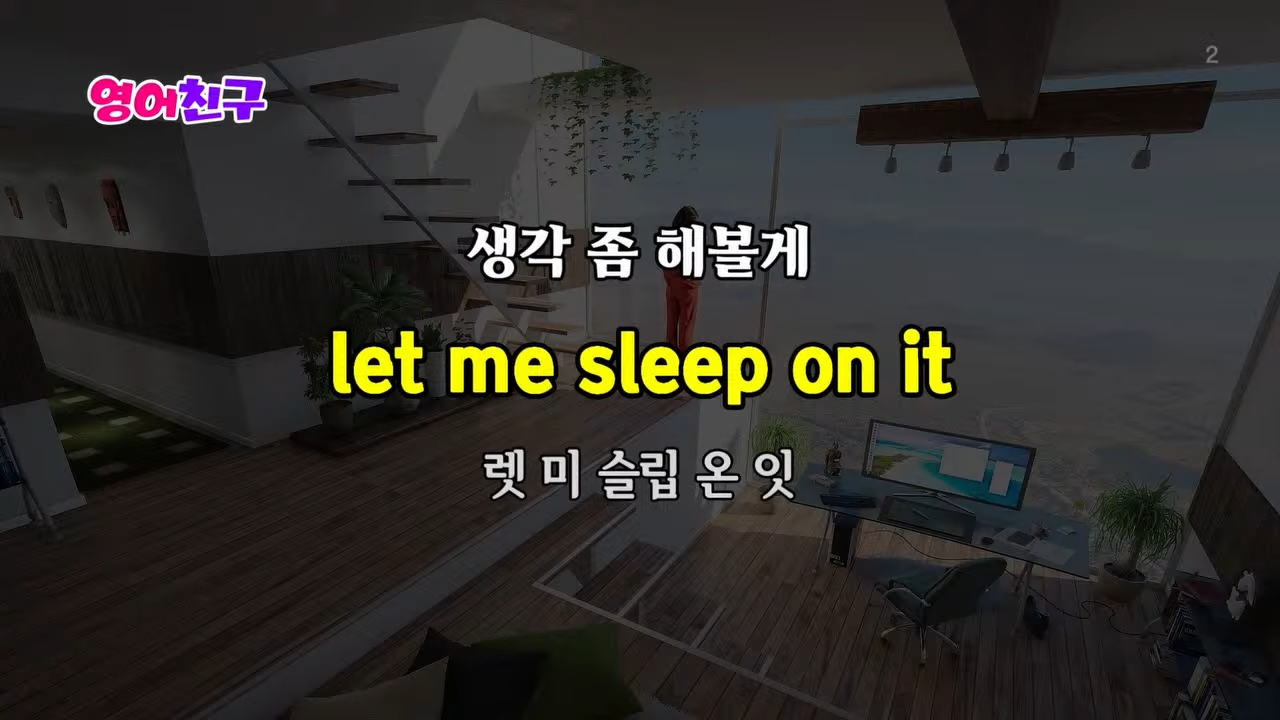 영어친구
2
생각 좀 해볼게
let me sleep on it
렛 미 슬립 온 잇